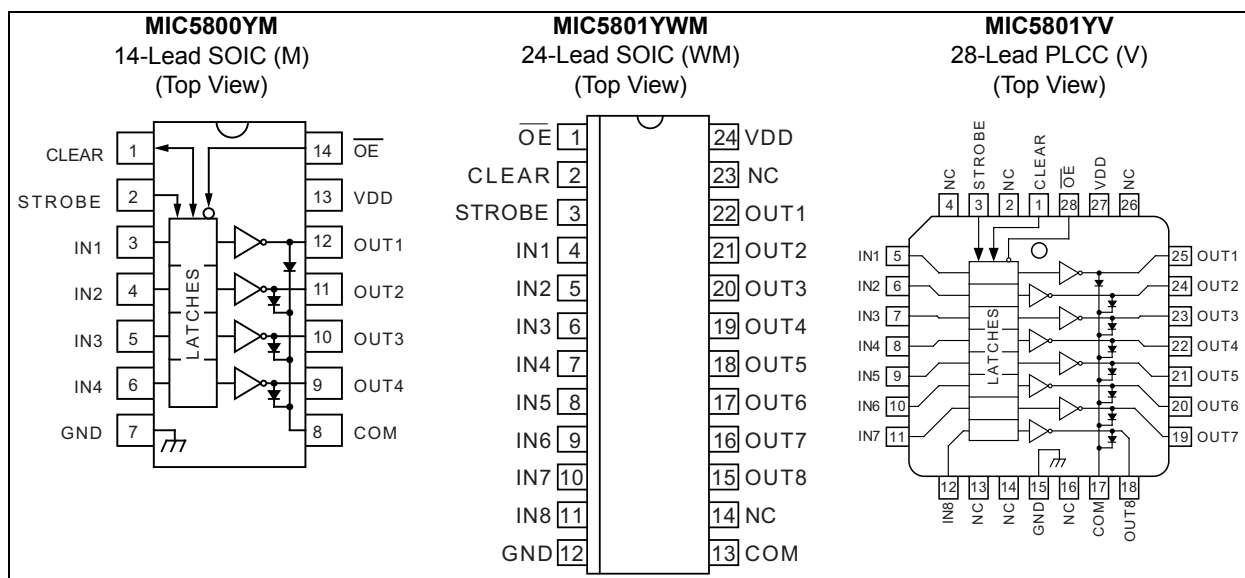 MIC5800YM
14-Lead SOIC (M)
(Top View)
CLEAR 1 14 OE
STROBE 2 13 VDD
IN1 3 12 OUT1
IN2 4 11 OUT2
IN3 5 10 OUT3
IN4 6 9 OUT4
GND 7 8 COM
LATCHES
MIC5801YWM
24-Lead SOIC (WM)
(Top View)
OE 1 24 VDD
CLEAR 2 23 NC
STROBE 3 22 OUT1
IN1 4 21 OUT2
IN2 5 20 OUT3
IN3 6 19 OUT4
IN4 7 18 OUT5
IN5 8 17 OUT6
IN6 9 16 OUT7
IN7 10 15 OUT8
IN8 11 14 NC
GND 12 13 COM
MIC5801YV
28-Lead PLCC (V)
(Top View)
NC STROBE NC CLEAR OE VDD NC
4 3 2 1 28 27 26
IN1 5 25 OUT1
IN2 6 24 OUT2
IN3 7 23 OUT3
IN4 8 22 OUT4
IN5 9 21 OUT5
IN6 10 20 OUT6
IN7 11 19 OUT7
LATCHES
12 13 14 15 16 17 18
IN8 NC NC GND NC COM OUT8